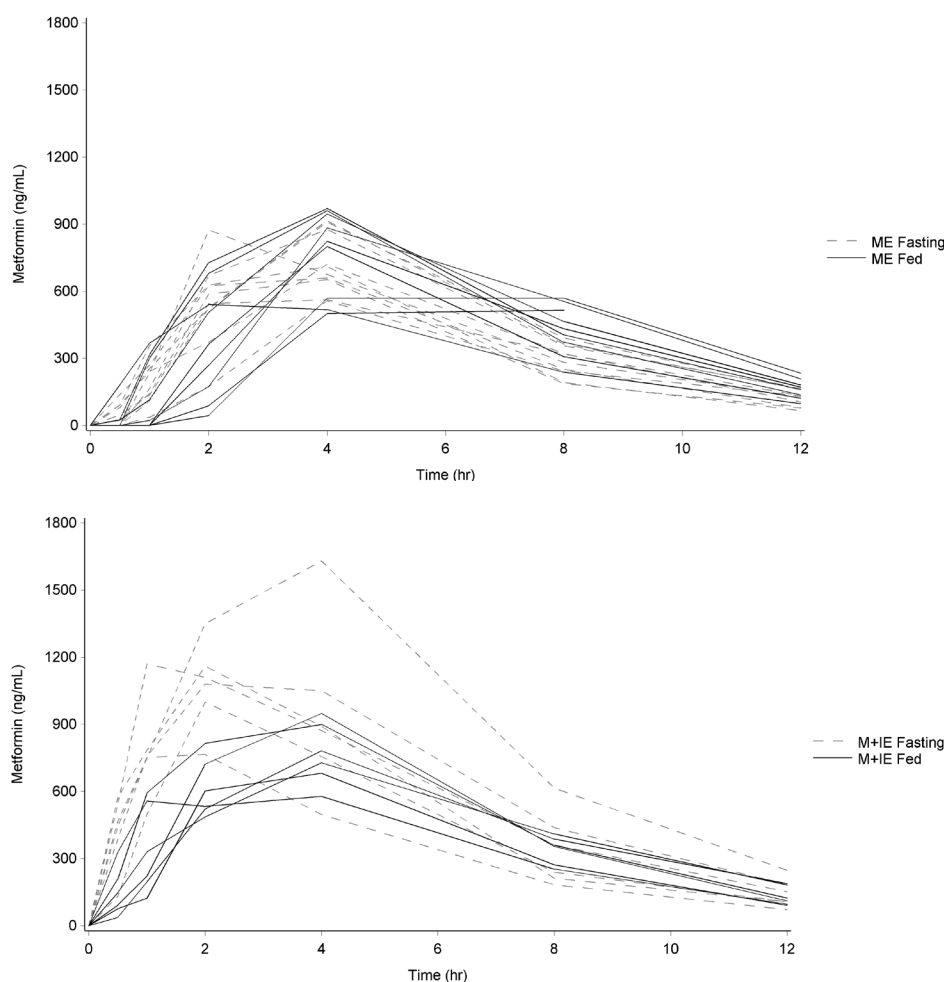 1800
1500
1200
900
600
300
0
Metformin (ng/mL)
0 2 4 6 8 10 12
Time (hr)
ME Fasting
ME Fed
1800
1500
1200
900
600
300
0
Metformin (ng/mL)
0 2 4 6 8 10 12
Time (hr)
M+IE Fasting
M+IE Fed